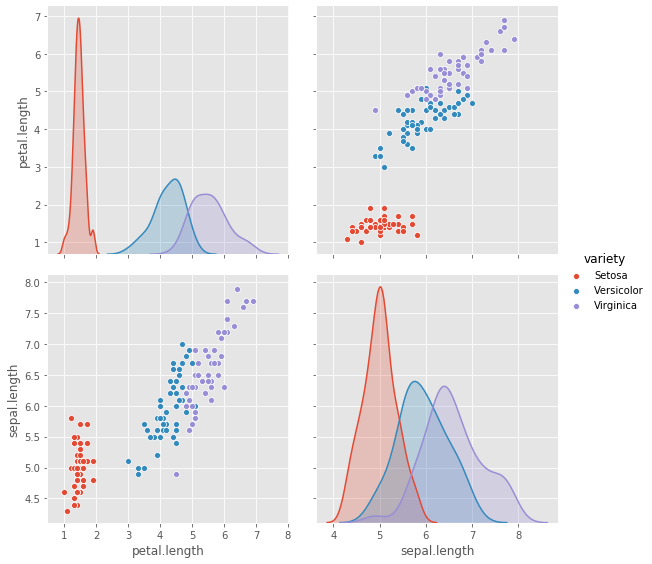 7
6
5
4
3
2
1
petal.length
variety
Setosa
Versicolor
Virginica
8.0
7.5
7.0
6.5
6.0
5.5
5.0
4.5
sepal.length
1 2 3 4 5 6 7 8
petal.length
4 5 6 7 8
sepal.length